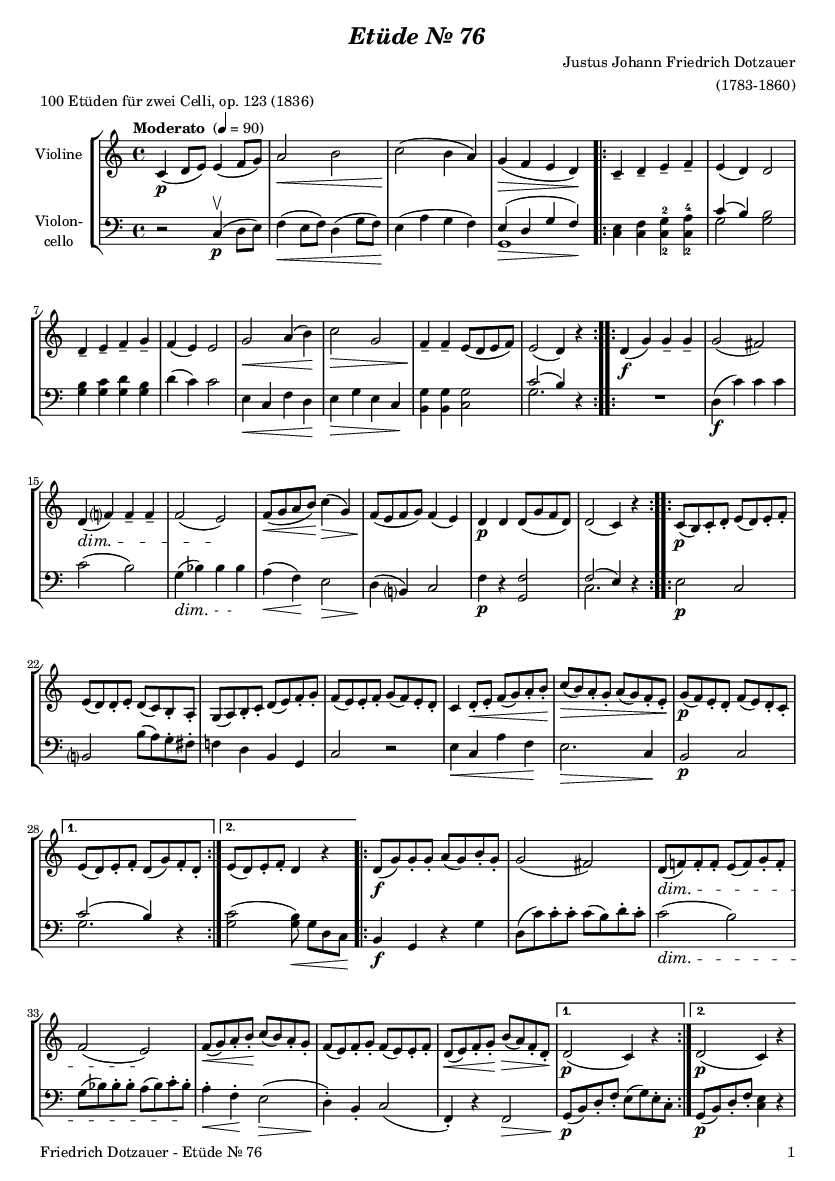 Etüde № 76
Justus Johann Friedrich Dotzauer
(1783-1860)
100 Etüden für zwei Celli, op. 123 (1836)
Moderato (♩ = 90)
Violine
p
Violon-
cello
p
2 4
2 2
7
f
f
15
dim.
p
p
dim.
p
p
22
p
p
28
1.
2.
f
dim.
f
dim.
33
1.
2.
p
p
p
p
Friedrich Dotzauer - Etüde № 76
1